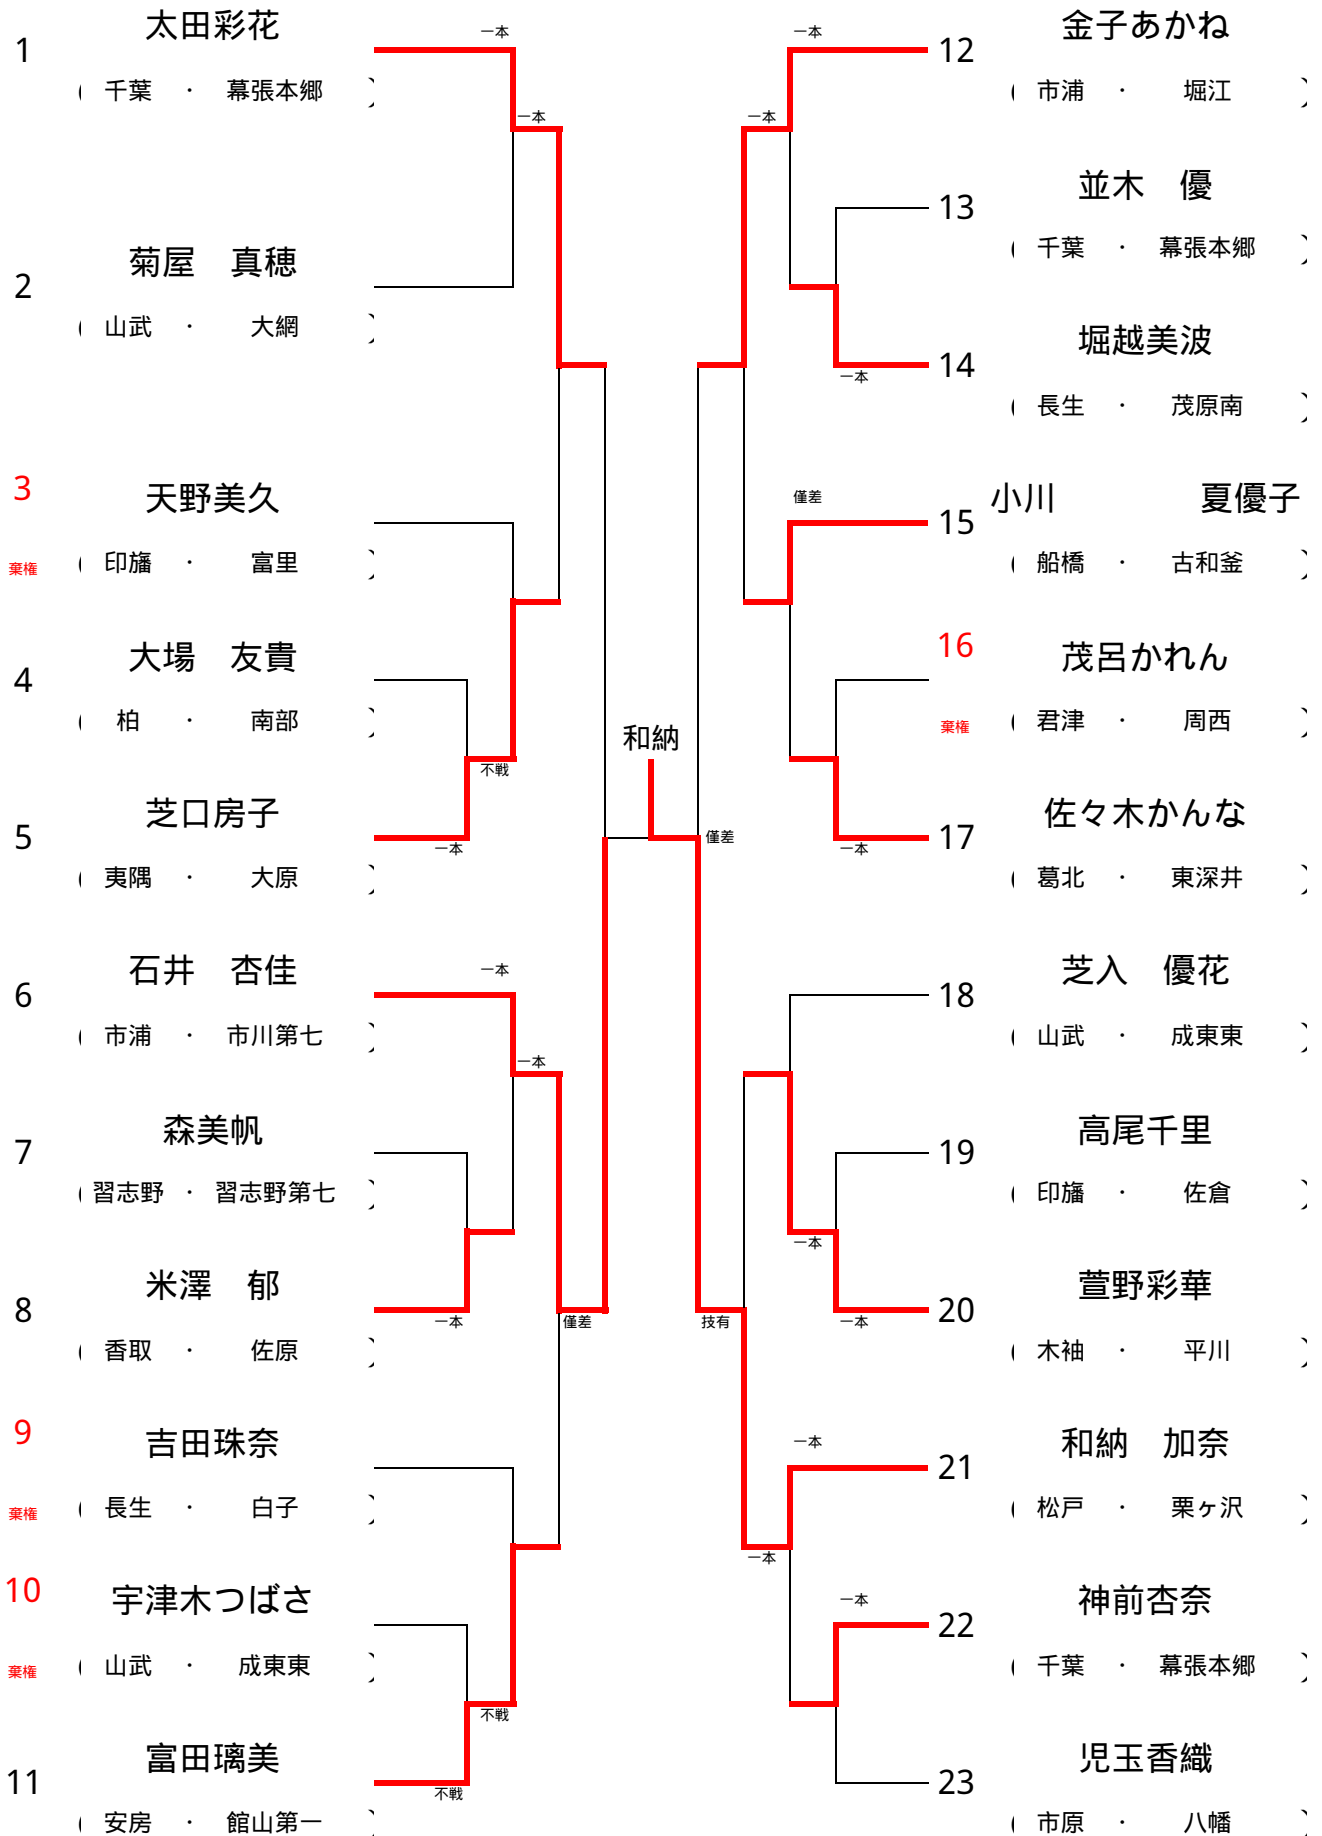 1
太田彩花
( 千葉 ・ 幕張本郷 )
一本
一本
2
菊屋　真穂
( 山武 ・ 大網 )
3
棄権
天野美久
( 印旛 ・ 富里 )
4
大場　友貴
( 柏 ・ 南部 )
不戦
5
芝口房子
( 夷隅 ・ 大原 )
一本
6
石井　杏佳
( 市浦 ・ 市川第七 )
一本
一本
7
森美帆
( 習志野 ・ 習志野第七 )
8
米澤　郁
( 香取 ・ 佐原 )
一本
僅差
9
棄権
吉田珠奈
( 長生 ・ 白子 )
10
棄権
宇津木つばさ
( 山武 ・ 成東東 )
不戦
11
富田璃美
( 安房 ・ 館山第一 )
不戦
和納
僅差
一本
12
金子あかね
( 市浦 ・ 堀江 )
一本
13
並木　優
( 千葉 ・ 幕張本郷 )
14
堀越美波
( 長生 ・ 茂原南 )
一本
僅差
15
小川　夏優子
( 船橋 ・ 古和釜 )
16
棄権
茂呂かれん
( 君津 ・ 周西 )
17
佐々木かんな
( 葛北 ・ 東深井 )
一本
18
芝入　優花
( 山武 ・ 成東東 )
19
高尾千里
( 印旛 ・ 佐倉 )
一本
20
萱野彩華
( 木袖 ・ 平川 )
一本
技有
一本
21
和納　加奈
( 松戸 ・ 栗ヶ沢 )
一本
一本
22
神前杏奈
( 千葉 ・ 幕張本郷 )
23
児玉香織
( 市原 ・ 八幡 )